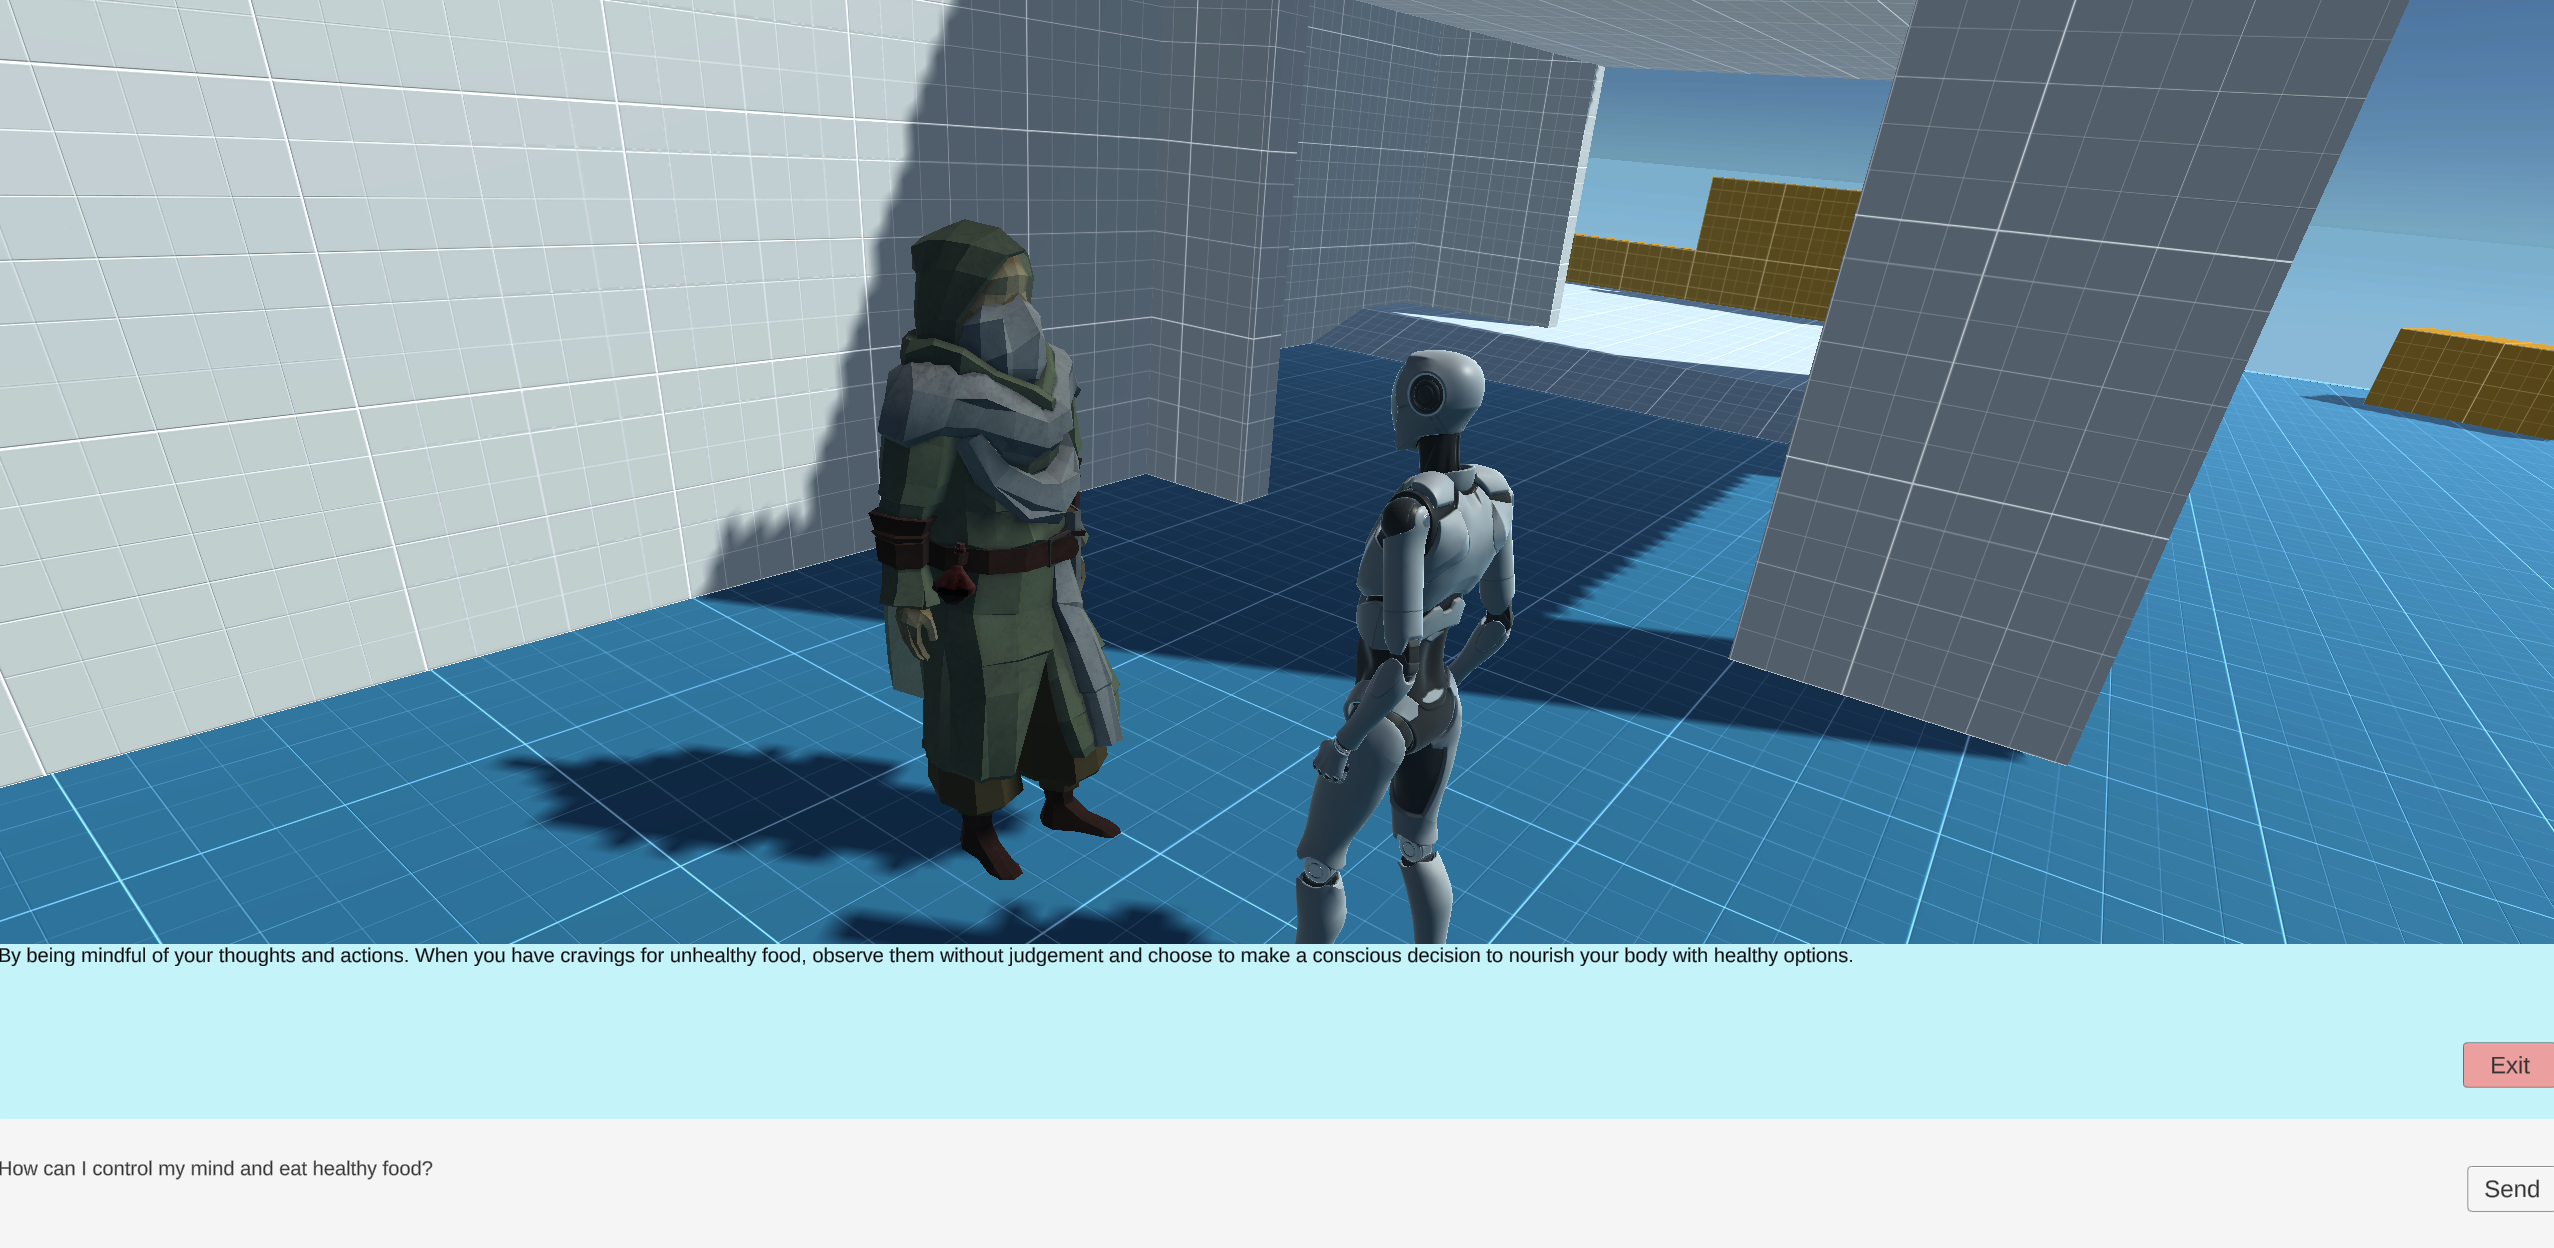 By being mindful of your thoughts and actions. When you have cravings for unhealthy food, observe them without judgement and choose to make a conscious decision to nourish your body with healthy options.
Exit
How can I control my mind and eat healthy food?
Send